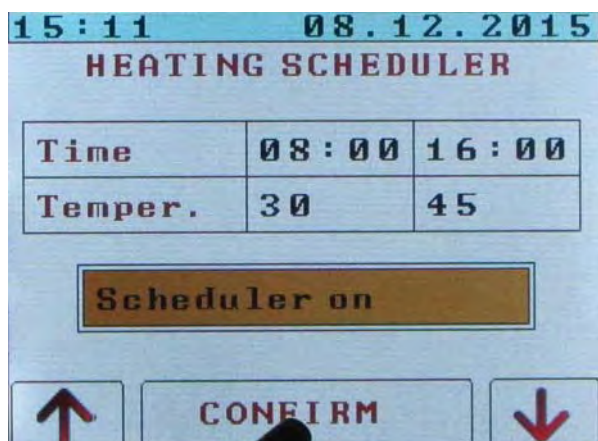 15:11 08.12.2015
HEATING SCHEDULER
Time 08:00 16:00
Temper. 30 45
Scheduler on
CONFIRM